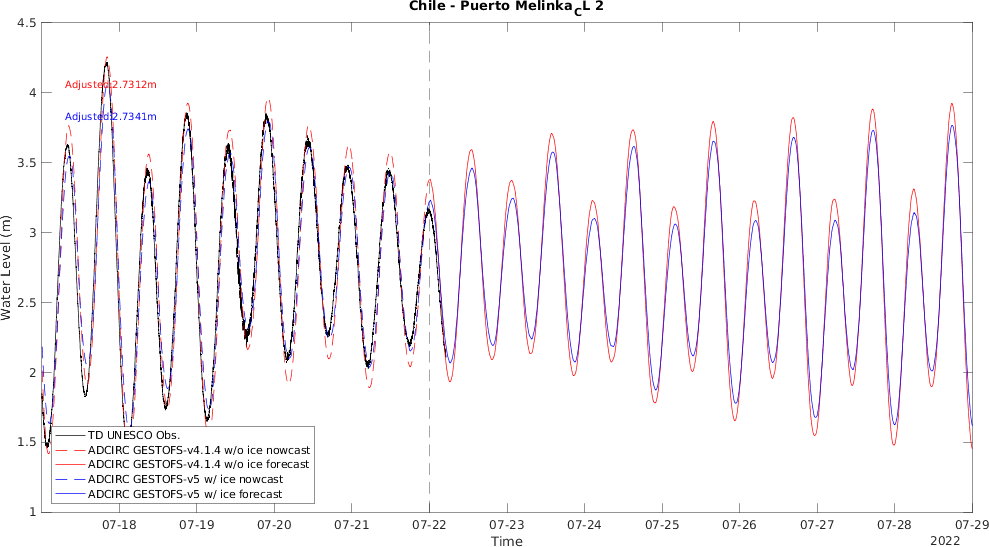 Chile - Puerto MelinkaCL 2
4.5
4
3.5
3
2.5
2
1.5
1
Water Level (m)
Adjusted:2.7312m
Adjusted:2.7341m
TD UNESCO Obs.
ADCIRC GESTOFS-v4.1.4 w/o ice nowcast
ADCIRC GESTOFS-v4.1.4 w/o ice forecast
ADCIRC GESTOFS-v5 w/ ice nowcast
ADCIRC GESTOFS-v5 w/ ice forecast
07-18 07-19 07-20 07-21 07-22 07-23 07-24 07-25 07-26 07-27 07-28 07-29
Time
2022